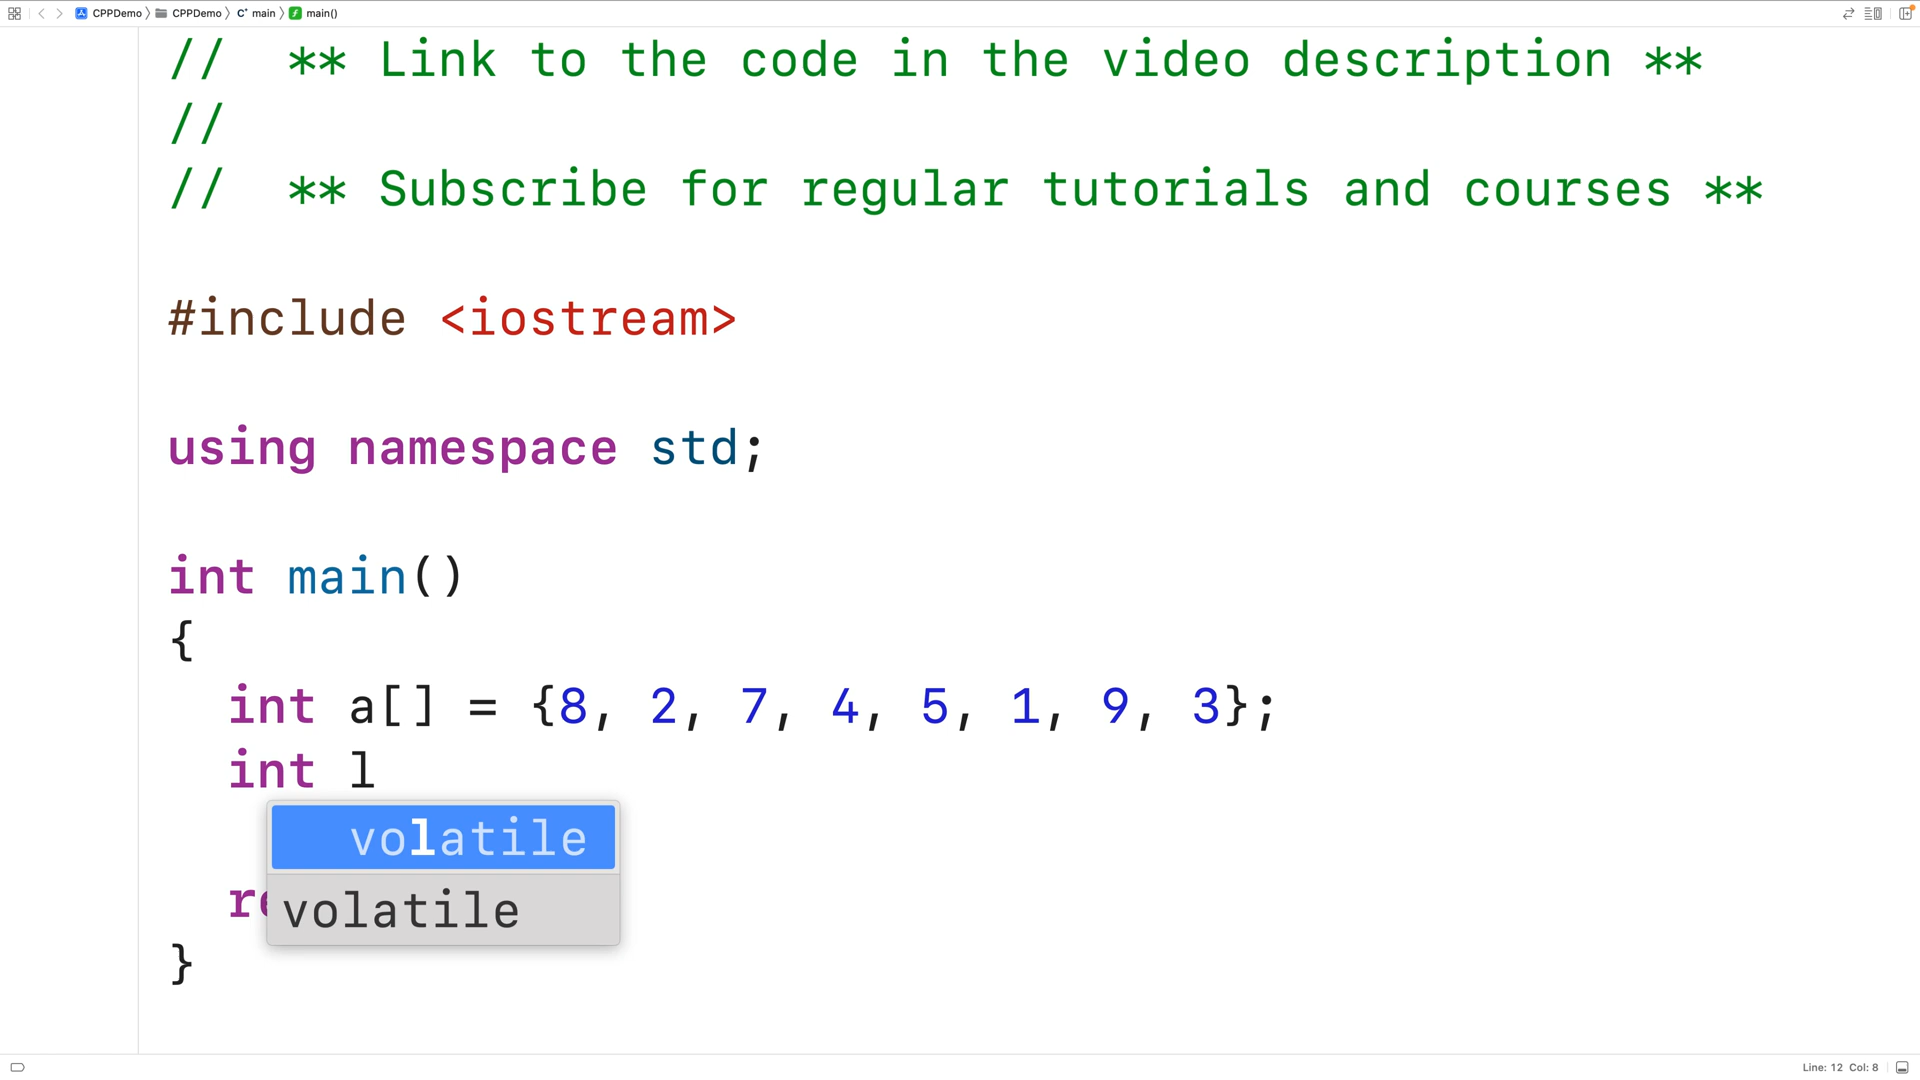 CPPDemo CPPDemo C+ main f main()
// ** Link to the code in the video description **
//
// ** Subscribe for regular tutorials and courses **
#include <iostream>
using namespace std;
int main()
{
int a[] = {8, 2, 7, 4, 5, 1, 9, 3};
int l
volatile
re
volatile
}
Line: 12 Col: 8